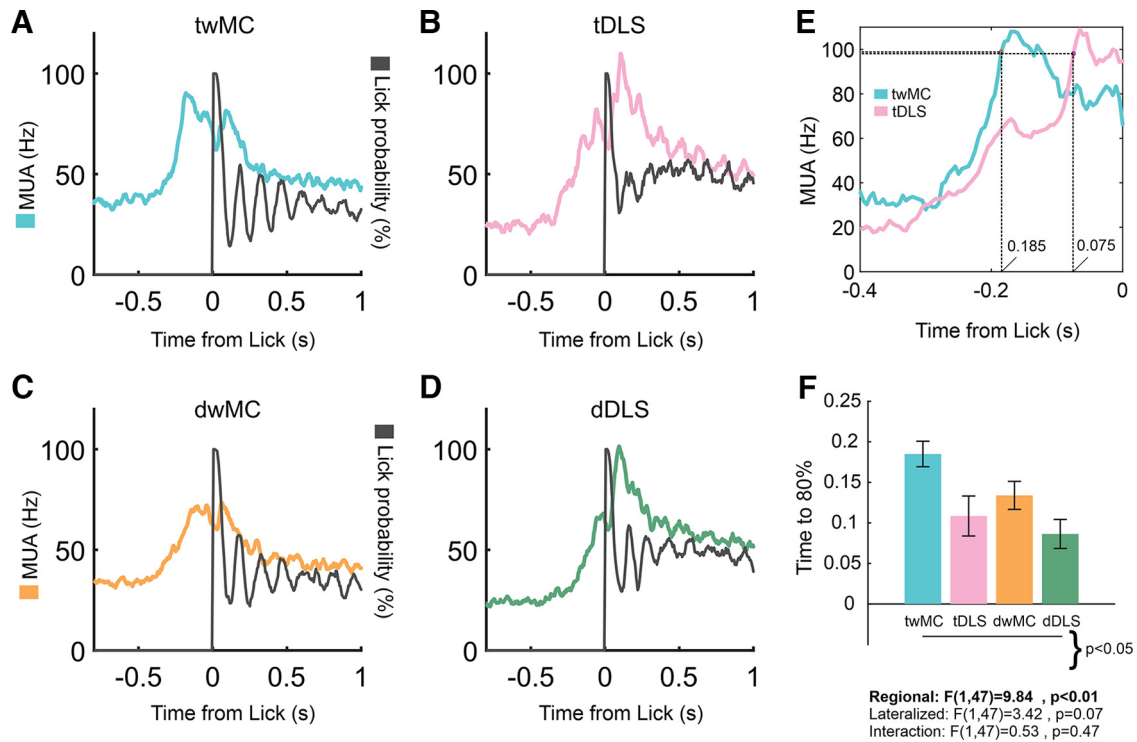 A
twMC
MUA (Hz)
Lick probability (%)
100
50
0
-0.5
0
0.5
1
Time from Lick (s)
B
tDLS
100
50
0
-0.5
0
0.5
1
Time from Lick (s)
E
MUA (Hz)
100
80
60
40
20
0
twMC
tDLS
0.185
0.075
-0.4
-0.2
0
Time from Lick (s)
C
dwMC
MUA (Hz)
Lick probability (%)
100
50
0
-0.5
0
0.5
1
Time from Lick (s)
D
dDLS
100
50
0
-0.5
0
0.5
1
Time from Lick (s)
F
Time to 80%
0.25
0.2
0.15
0.1
0.05
0
twMC
tDLS
dwMC
dDLS
} p<0.05
Regional: F(1,47)=9.84 , p<0.01
Lateralized: F(1,47)=3.42 , p=0.07
Interaction: F(1,47)=0.53 , p=0.47